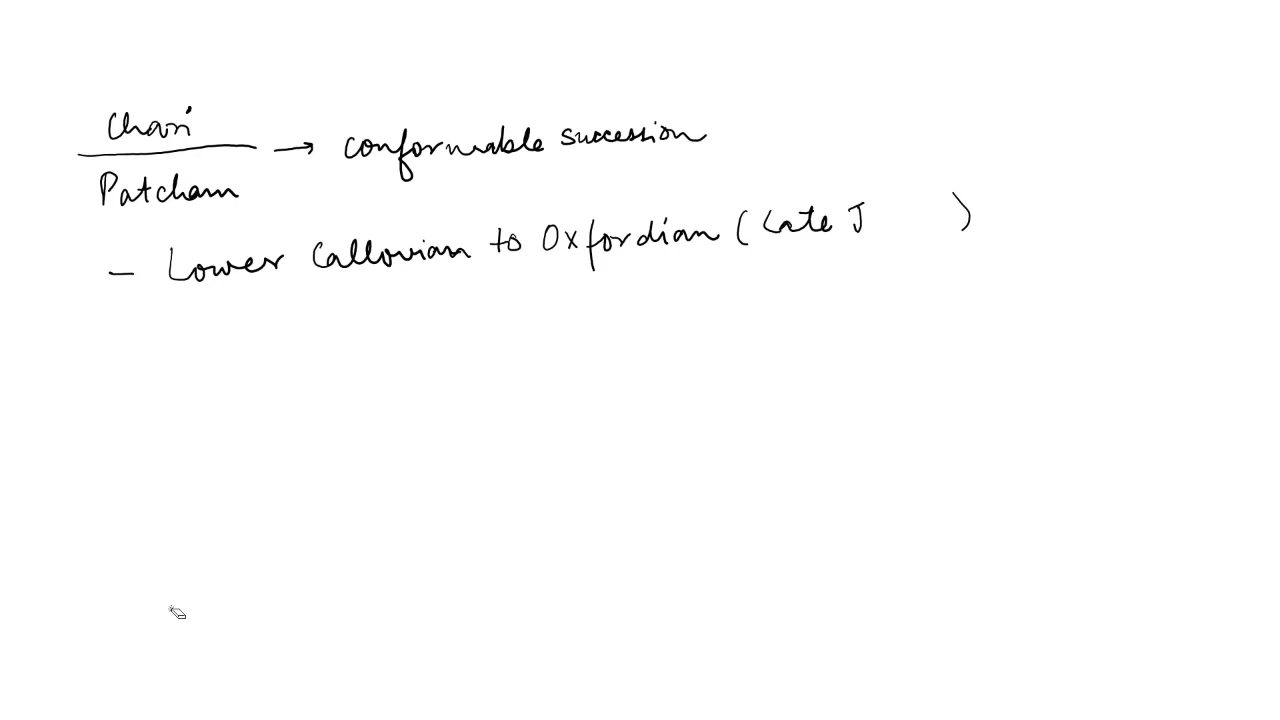 Chari → conformable succession
Patcham
- Lower Callovian to Oxfordian (Late J )